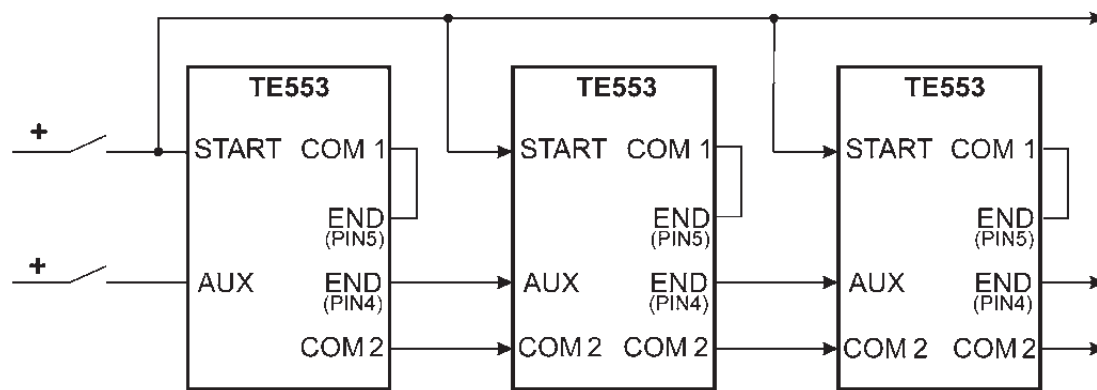 TE553 TE553 TE553
+ START COM 1 START COM 1 START COM 1
END END END
(PIN5) (PIN5) (PIN5)
+ AUX END AUX END AUX END
(PIN4) (PIN4) (PIN4)
COM 2 COM 2 COM 2 COM 2 COM 2